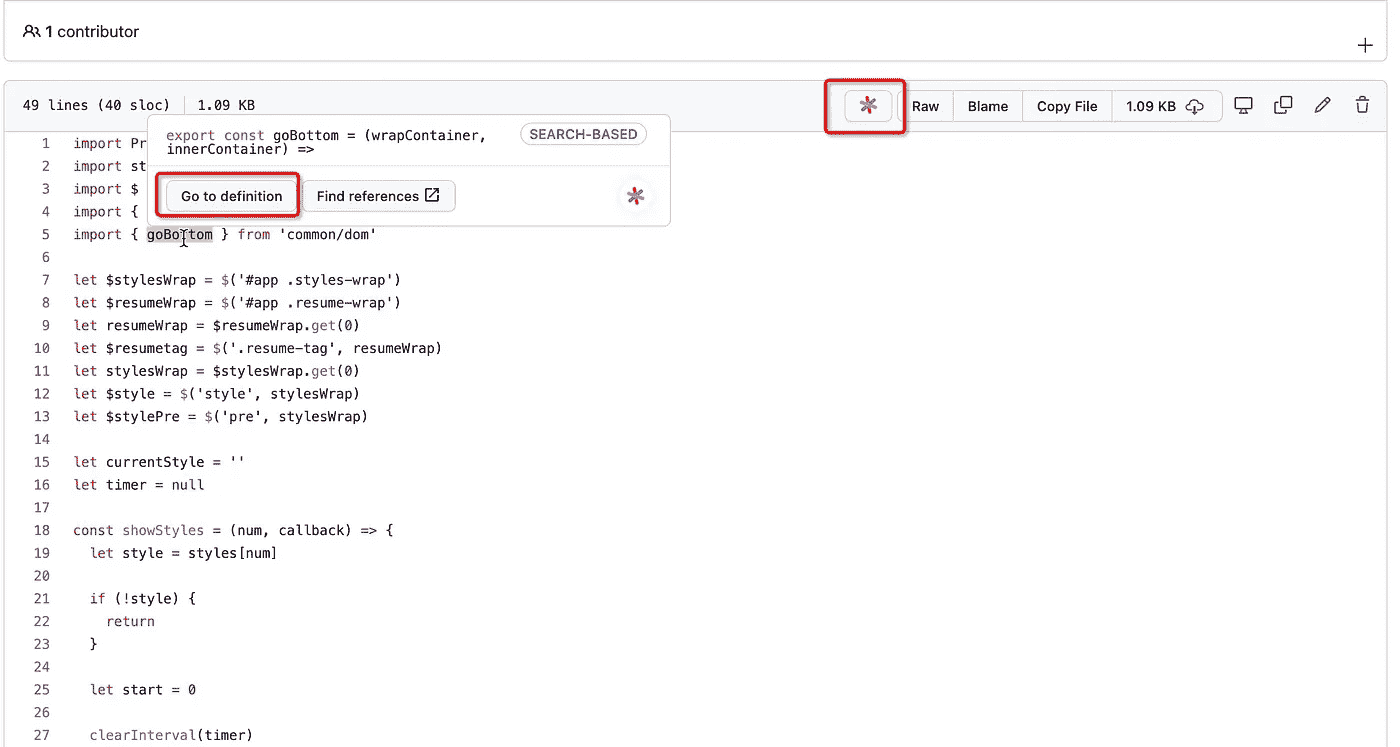 1 contributor
49 lines (40 sloc) 1.09 KB Raw Blame Copy File 1.09 KB
export const goBottom = (wrapContainer, SEARCH-BASED
innerContainer) =>
Go to definition Find references
1 import Pr
2 import st
3 import $
4 import {
5 import { goBottom } from 'common/dom'
6
7 let $stylesWrap = $('#app .styles-wrap')
8 let $resumeWrap = $('#app .resume-wrap')
9 let resumeWrap = $resumeWrap.get(0)
10 let $resumetag = $('.resume-tag', resumeWrap)
11 let stylesWrap = $stylesWrap.get(0)
12 let $style = $('style', stylesWrap)
13 let $stylePre = $('pre', stylesWrap)
14
15 let currentStyle = ''
16 let timer = null
17
18 const showStyles = (num, callback) => {
19 let style = styles[num]
20
21 if (!style) {
22 return
23 }
24
25 let start = 0
26
27 clearInterval(timer)